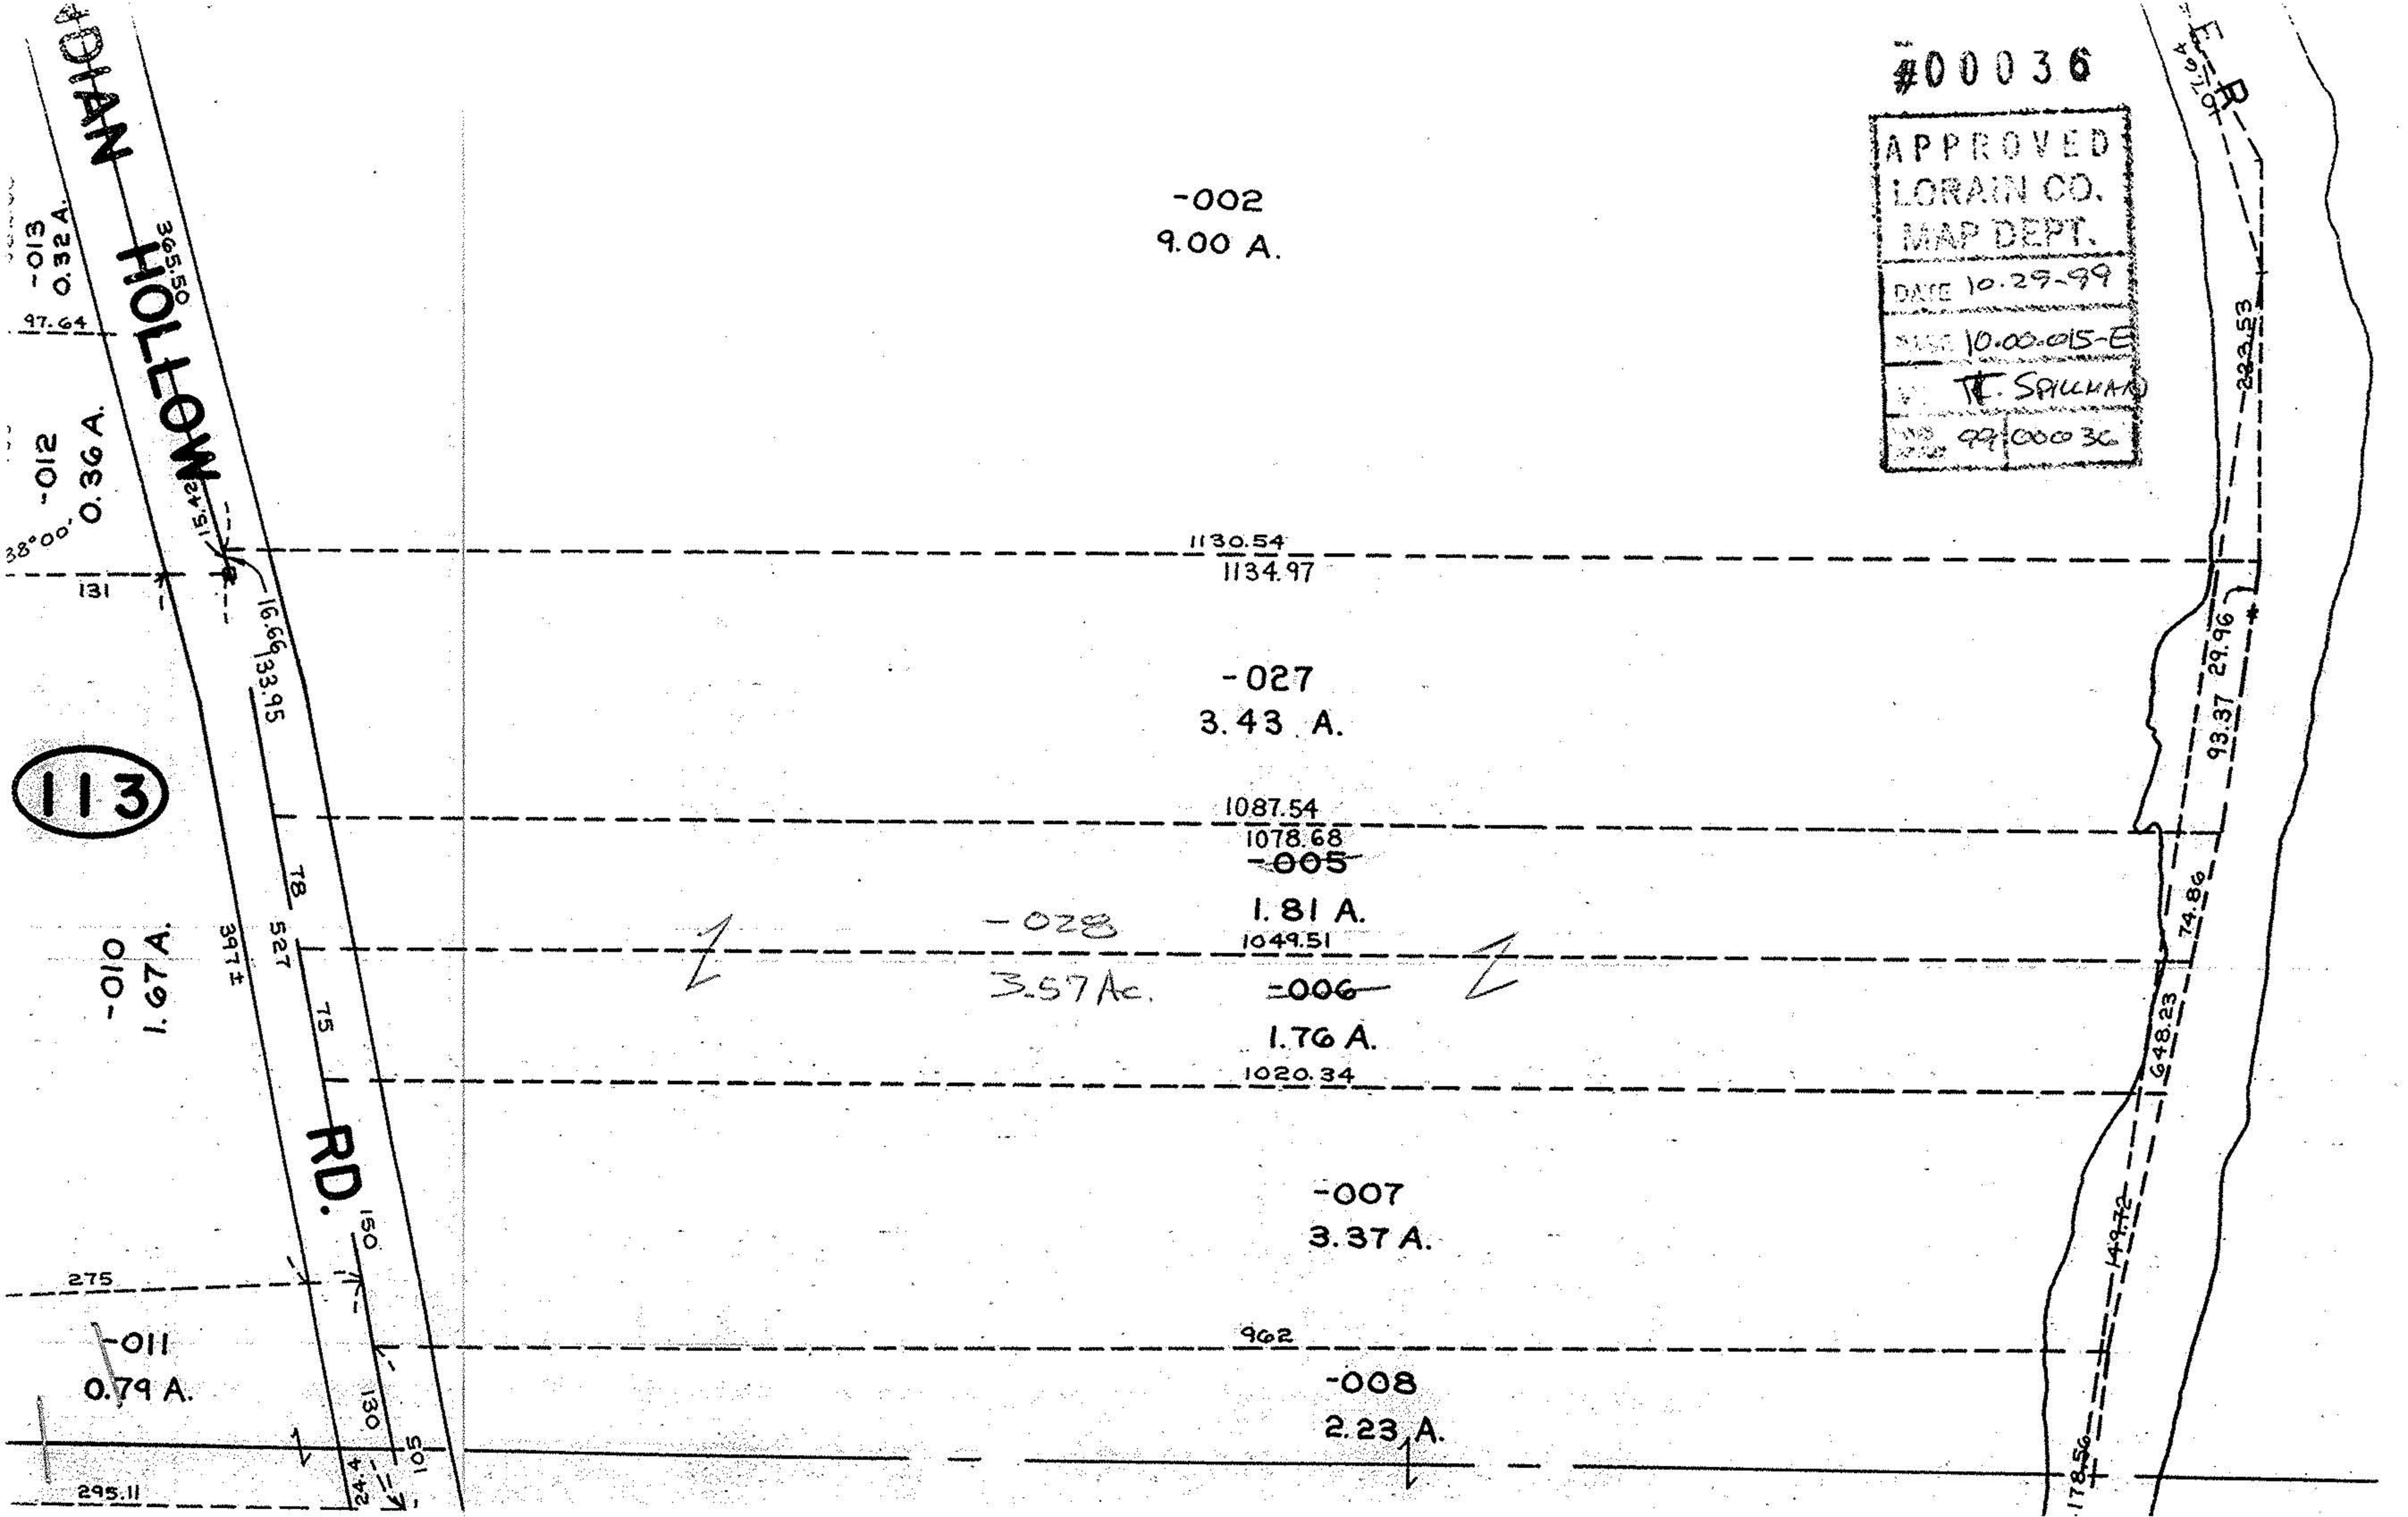 #00036
APPROVED
LORAIN CO.
MAP DEPT.
DATE 10.29-99
10.00.015-E
T. SPILLMAN
99 00036
DIAN HOLLOW RD.
-013
0.32 A.
97.64
365.50
-012
0.36 A.
38°00'
131
15.42
16.66
133.95
113
-010
1.67 A.
397±
527
78
75
150
275
-011
0.79 A.
130
105
24.4
295.11
-002
9.00 A.
1130.54
1134.97
-027
3.43 A.
1087.54
1078.68
-005
1.81 A.
-028
1049.51
3.57 Ac.
-006
1.76 A.
1020.34
-007
3.37 A.
962
-008
2.23 A.
E R
223.53
29.96
93.37
74.86
648.23
149.72
178.56